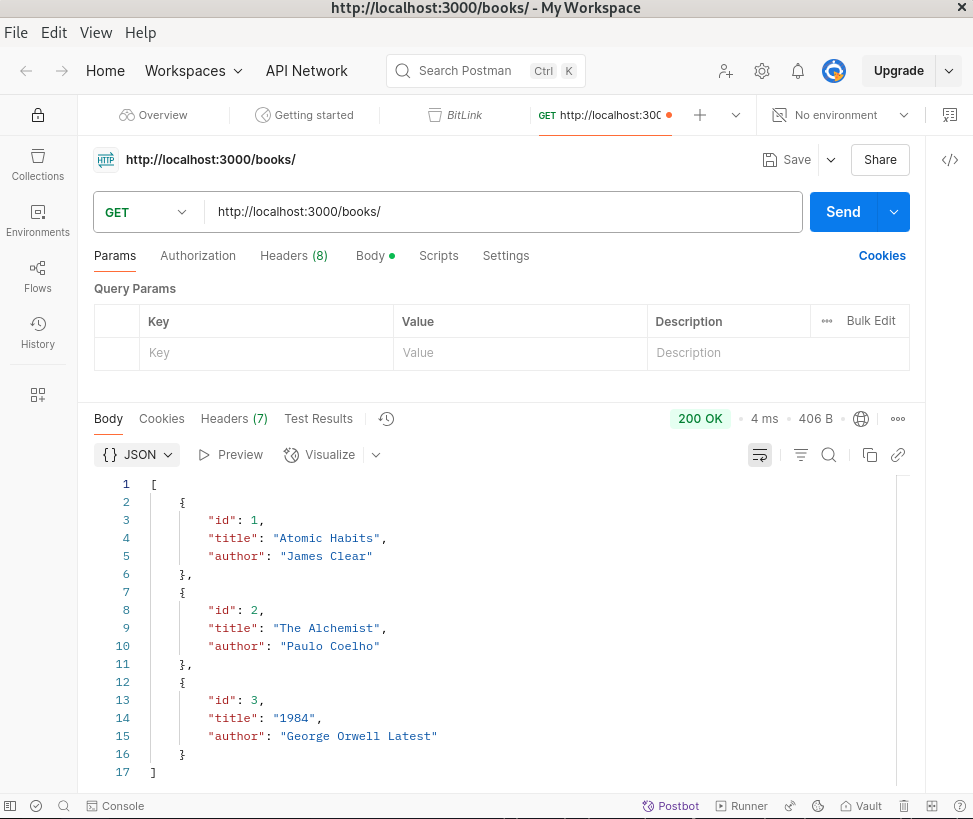 http://localhost:3000/books/ - My Workspace
File Edit View Help
Home Workspaces API Network Search Postman Ctrl K Upgrade
Overview Getting started BitLink GET http://localhost:300 No environment
HTTP http://localhost:3000/books/ Save Share
Collections
GET http://localhost:3000/books/ Send
Environments
Params Authorization Headers (8) Body Scripts Settings Cookies
Flows
Query Params
History
Key Value Description Bulk Edit
Key Value Description
Body Cookies Headers (7) Test Results 200 OK 4 ms 406 B
{} JSON Preview Visualize
1 [
2 {
3 "id": 1,
4 "title": "Atomic Habits",
5 "author": "James Clear"
6 },
7 {
8 "id": 2,
9 "title": "The Alchemist",
10 "author": "Paulo Coelho"
11 },
12 {
13 "id": 3,
14 "title": "1984",
15 "author": "George Orwell Latest"
16 }
17 ]
Console Postbot Runner Vault